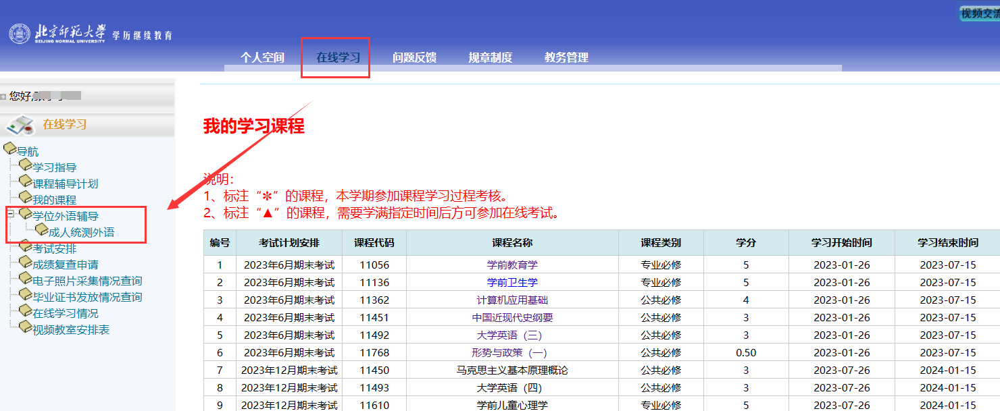 视频交流
北京师范大学 学历继续教育
BEIJING NORMAL UNIVERSITY
个人空间 在线学习 问题反馈 规章制度 教务管理
您好,
在线学习
导航
学习指导
课程辅导计划
我的课程
学位外语辅导
成人统测外语
考试安排
成绩复查申请
电子照片采集情况查询
毕业证书发放情况查询
在线学习情况
视频教室安排表
我的学习课程
说明：
1、标注“✻”的课程，本学期参加课程学习过程考核。
2、标注“▲”的课程，需要学满指定时间后方可参加在线考试。
编号 考试计划安排 课程代码 课程名称 课程类别 学分 学习开始时间 学习结束时间
1 2023年6月期末考试 11056 学前教育学 专业必修 5 2023-01-26 2023-07-15
2 2023年6月期末考试 11136 学前卫生学 专业必修 5 2023-01-26 2023-07-15
3 2023年6月期末考试 11362 计算机应用基础 公共必修 4 2023-01-26 2023-07-15
4 2023年6月期末考试 11451 中国近现代史纲要 公共必修 3 2023-01-26 2023-07-15
5 2023年6月期末考试 11492 大学英语（三） 公共必修 3 2023-01-26 2023-07-15
6 2023年6月期末考试 11768 形势与政策（一） 公共必修 0.50 2023-01-26 2023-07-15
7 2023年12月期末考试 11450 马克思主义基本原理概论 公共必修 3 2023-07-26 2024-01-15
8 2023年12月期末考试 11493 大学英语（四） 公共必修 3 2023-07-26 2024-01-15
9 2023年12月期末考试 11610 学前儿童心理学 专业必修 5 2023-07-26 2024-01-15